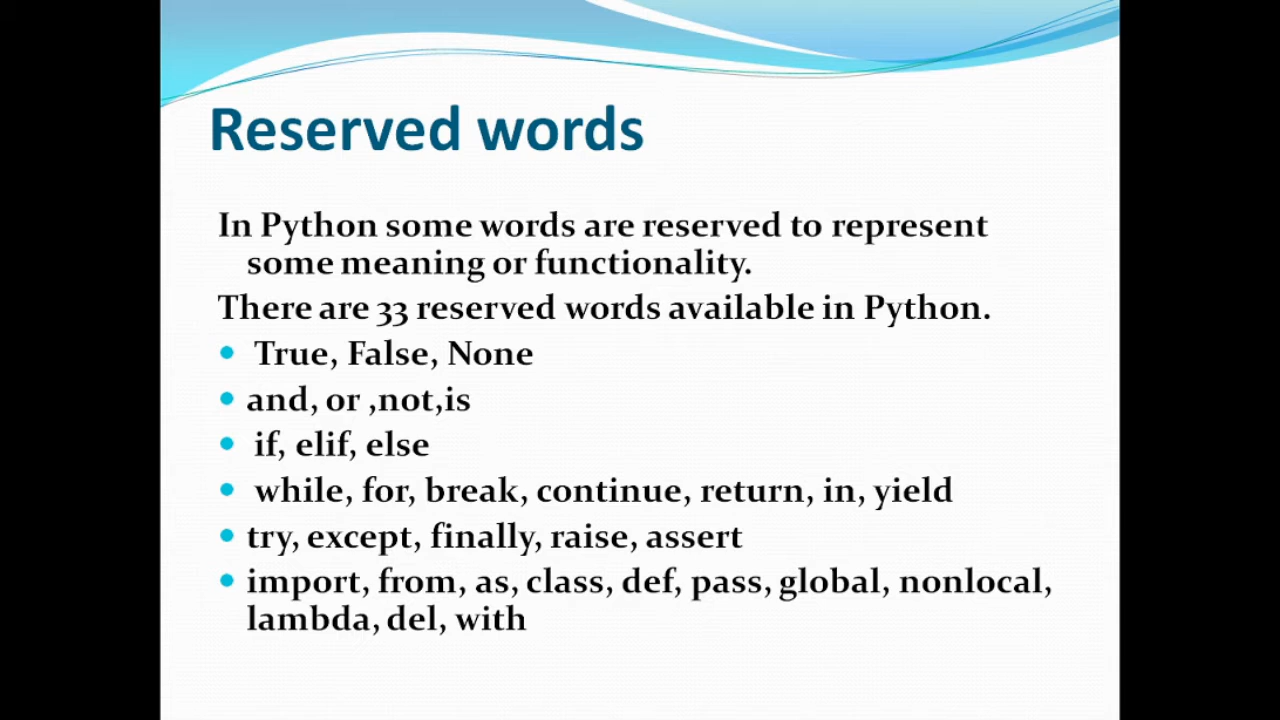 Reserved words
In Python some words are reserved to represent
some meaning or functionality.
There are 33 reserved words available in Python.
• True, False, None
• and, or ,not,is
• if, elif, else
• while, for, break, continue, return, in, yield
• try, except, finally, raise, assert
• import, from, as, class, def, pass, global, nonlocal,
lambda, del, with